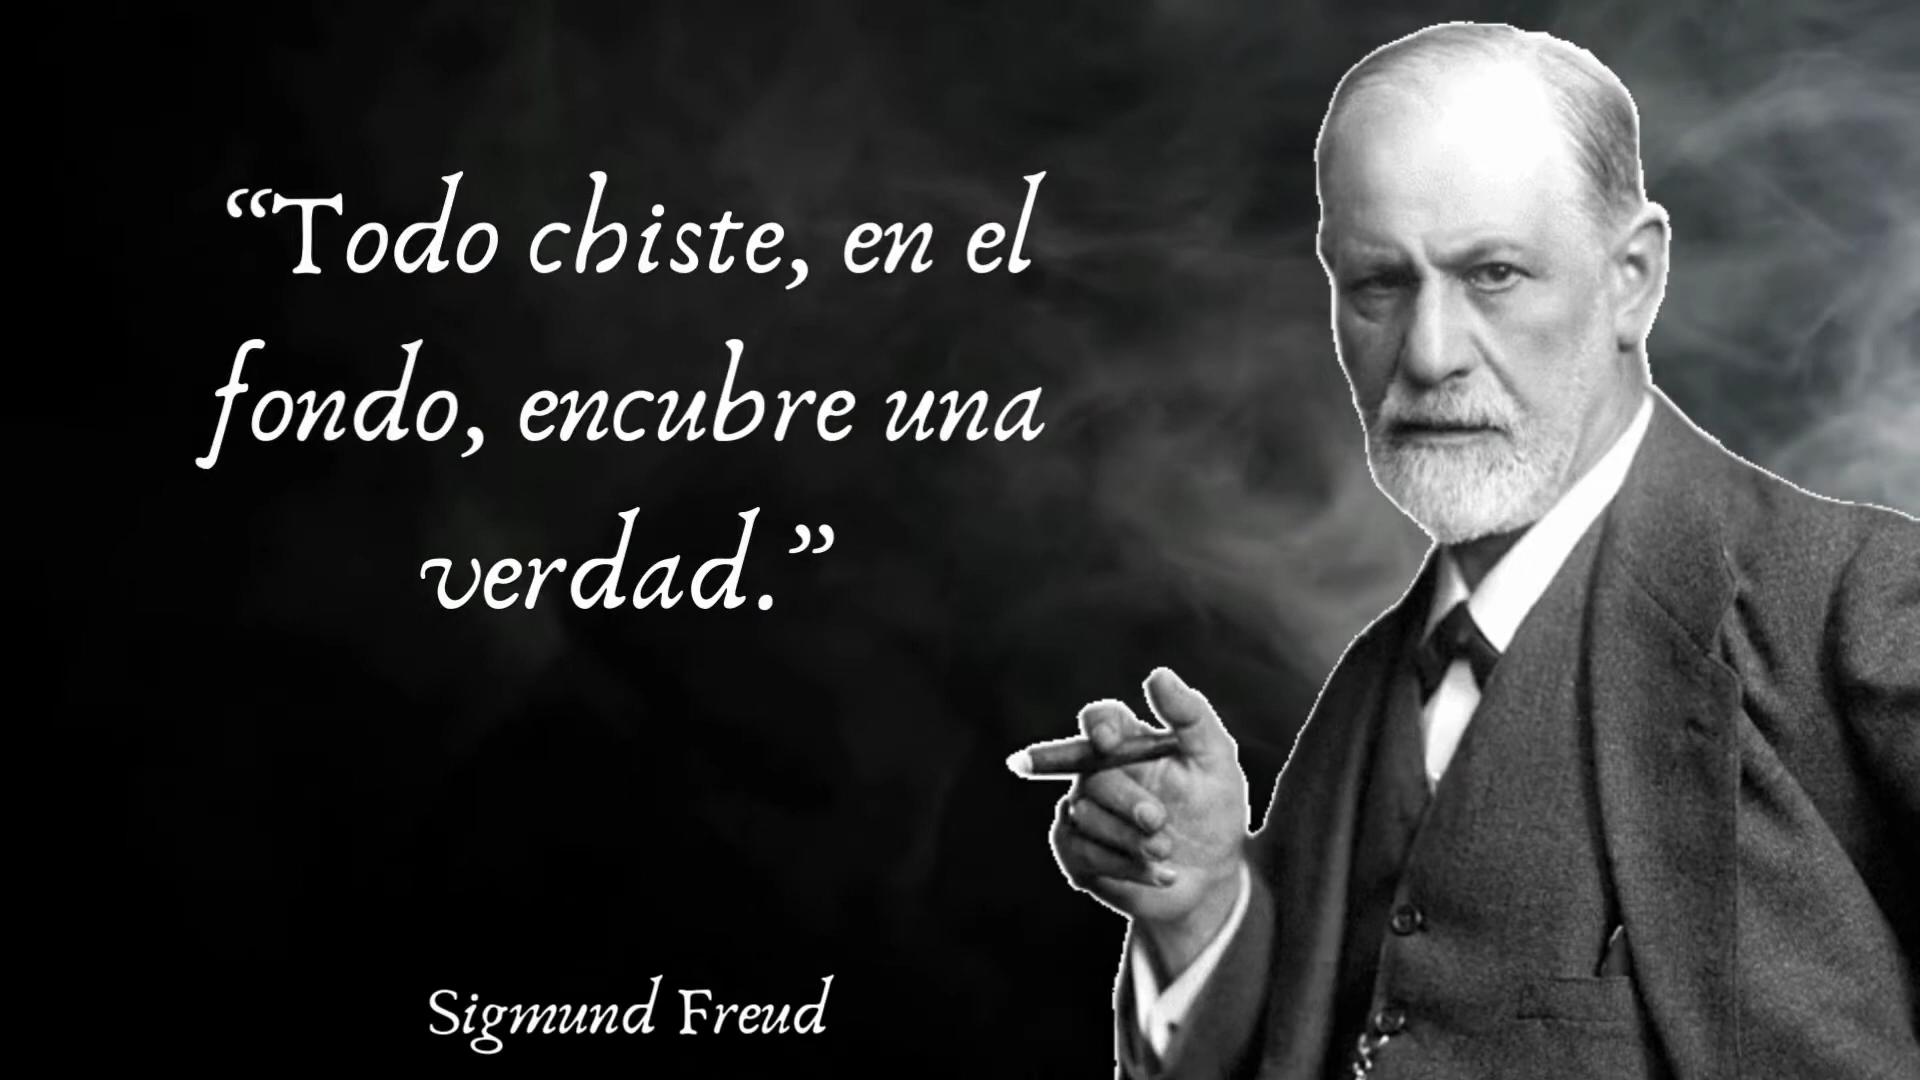 “Todo chiste, en el
fondo, encubre una
verdad.”
Sigmund Freud